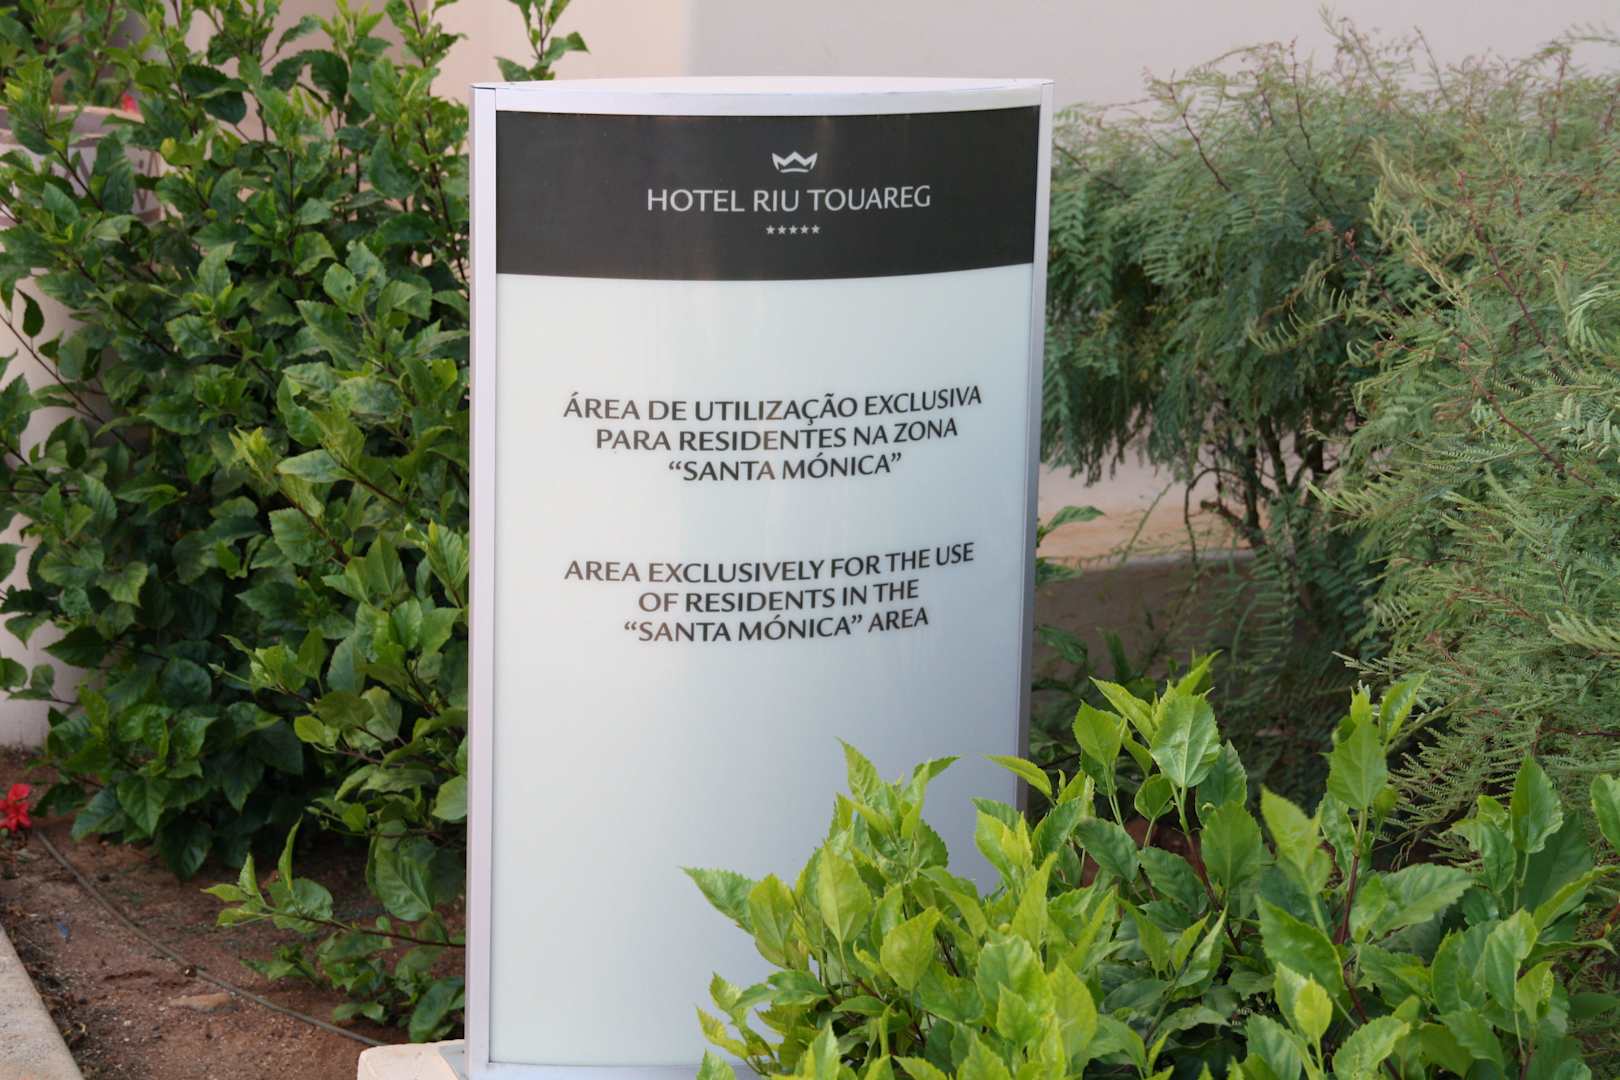 HOTEL RIU TOUAREG
★★★★★
ÁREA DE UTILIZAÇÃO EXCLUSIVA
PARA RESIDENTES NA ZONA
“SANTA MÓNICA”
AREA EXCLUSIVELY FOR THE USE
OF RESIDENTS IN THE
“SANTA MÓNICA” AREA